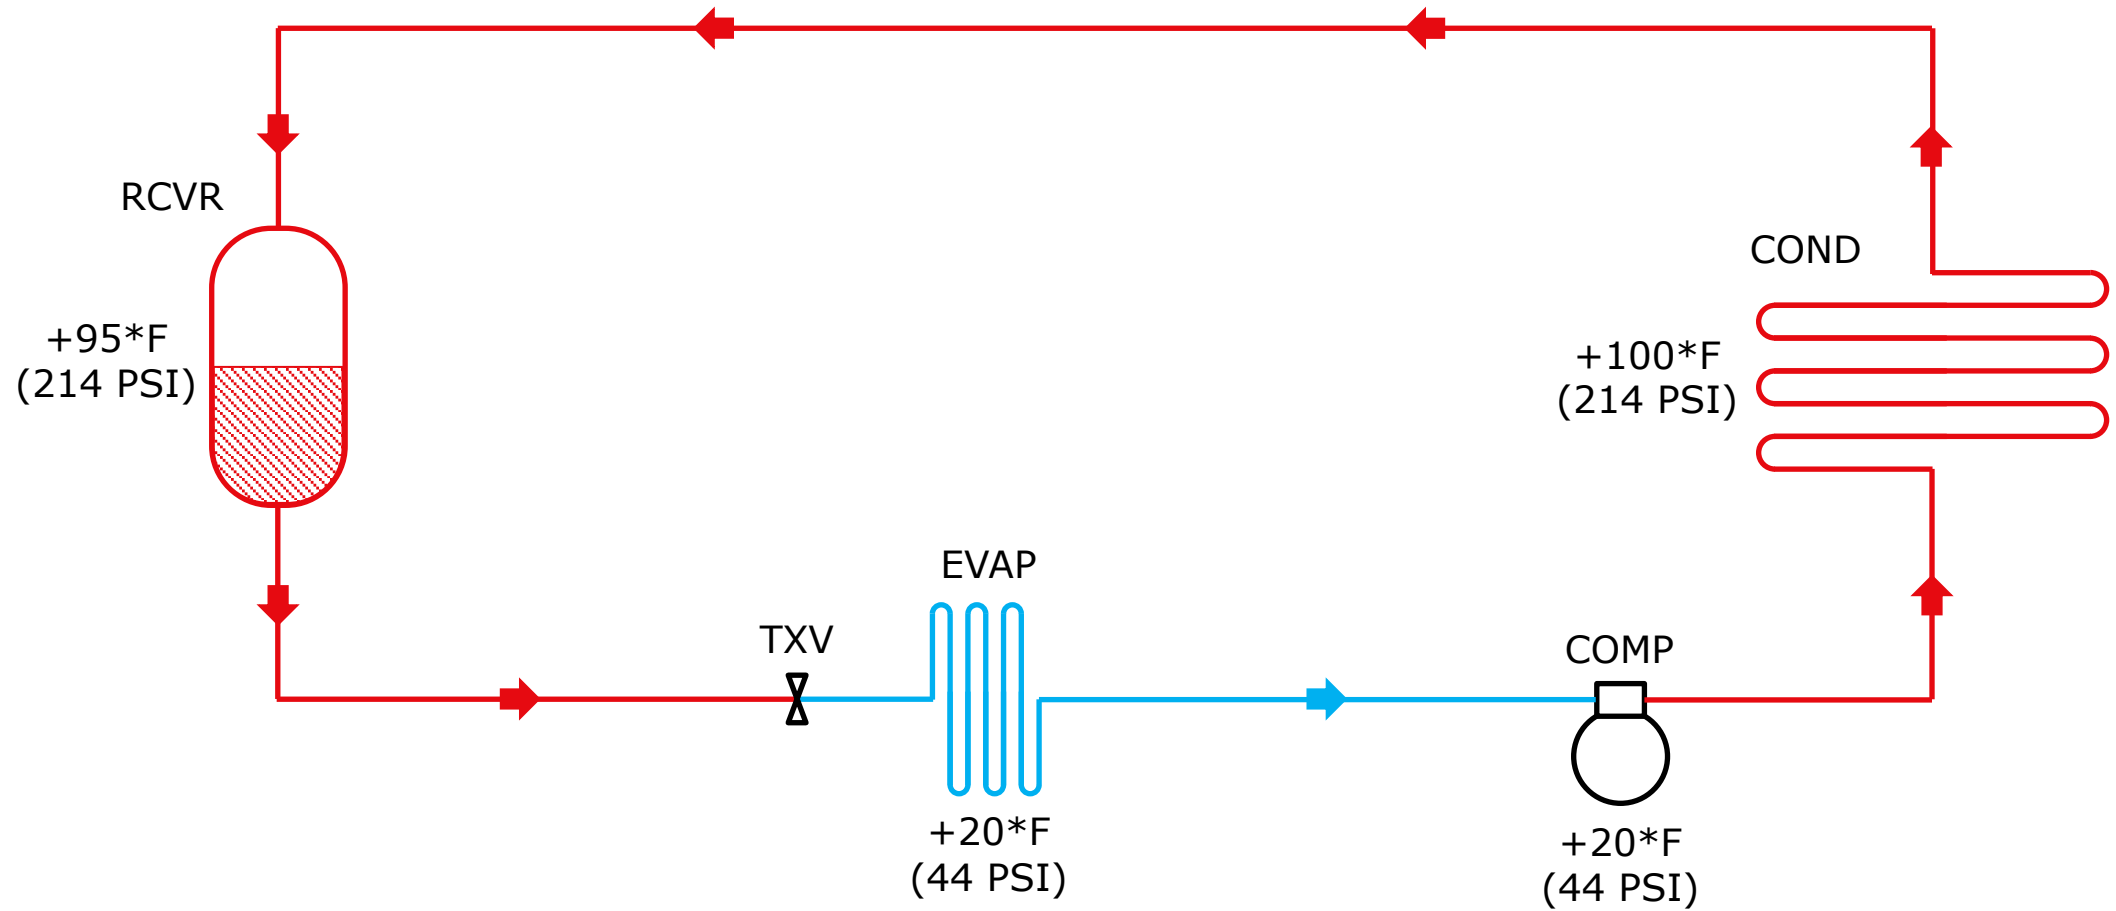 RCVR
+95*F
(214 PSI)
COND
+100*F
(214 PSI)
EVAP
TXV
COMP
+20*F
(44 PSI)
+20*F
(44 PSI)